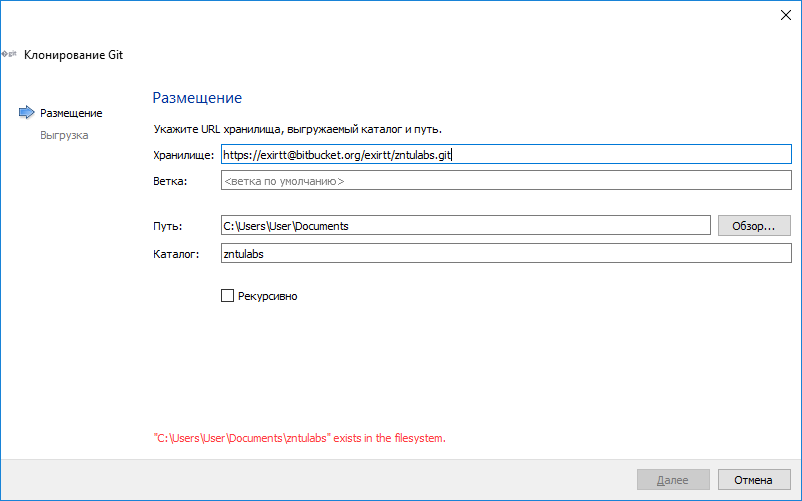 Клонирование Git
Размещение
Выгрузка
Размещение
Укажите URL хранилища, выгружаемый каталог и путь.
Хранилище: https://exirtt@bitbucket.org/exirtt/zntulabs.git
Ветка: <ветка по умолчанию>
Путь: C:\Users\User\Documents Обзор...
Каталог: zntulabs
Рекурсивно
"C:\Users\User\Documents\zntulabs" exists in the filesystem.
Далее Отмена